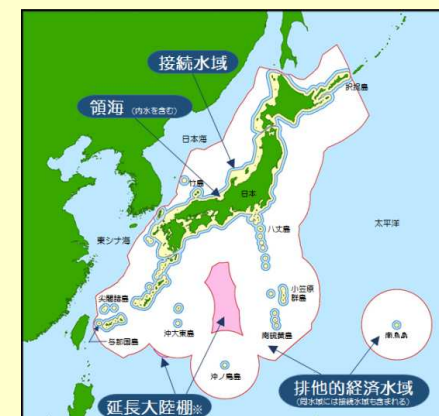 接続水域
領海 (内水を含む)
択捉島
日本海
竹島
日本
東シナ海
八丈島
太平洋
小笠原
群島
尖閣諸島
沖大東島
南硫黄島
南鳥島
与那国島
沖ノ鳥島
排他的経済水域
(同水域には接続水域も含まれる)
延長大陸棚※